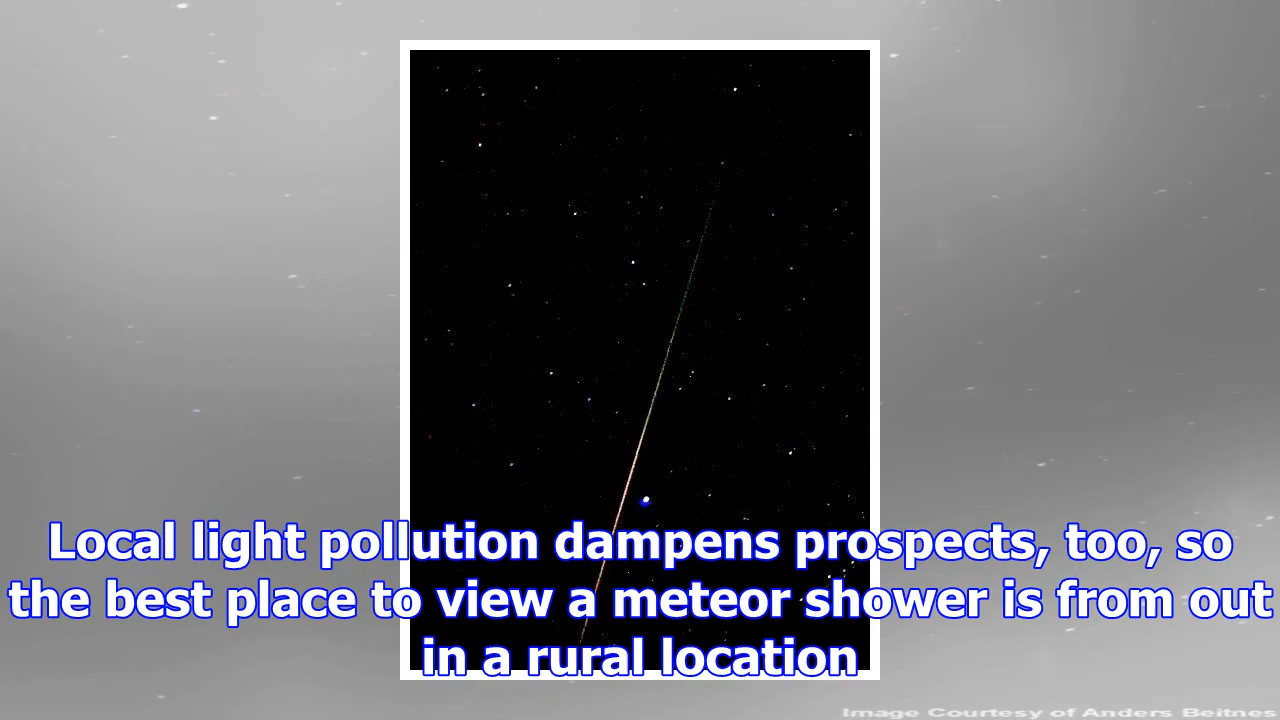 Local light pollution dampens prospects, too, so
the best place to view a meteor shower is from out
in a rural location
Image Courtesy of Anders Beitnes